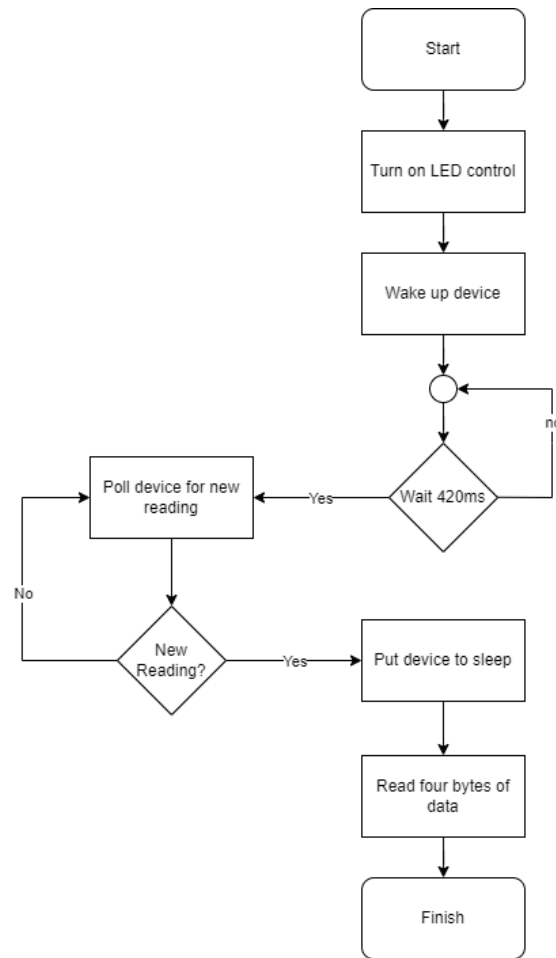 Start
Turn on LED control
Wake up device
no
Wait 420ms
Yes
Poll device for new
reading
No
New
Reading?
Yes
Put device to sleep
Read four bytes of
data
Finish